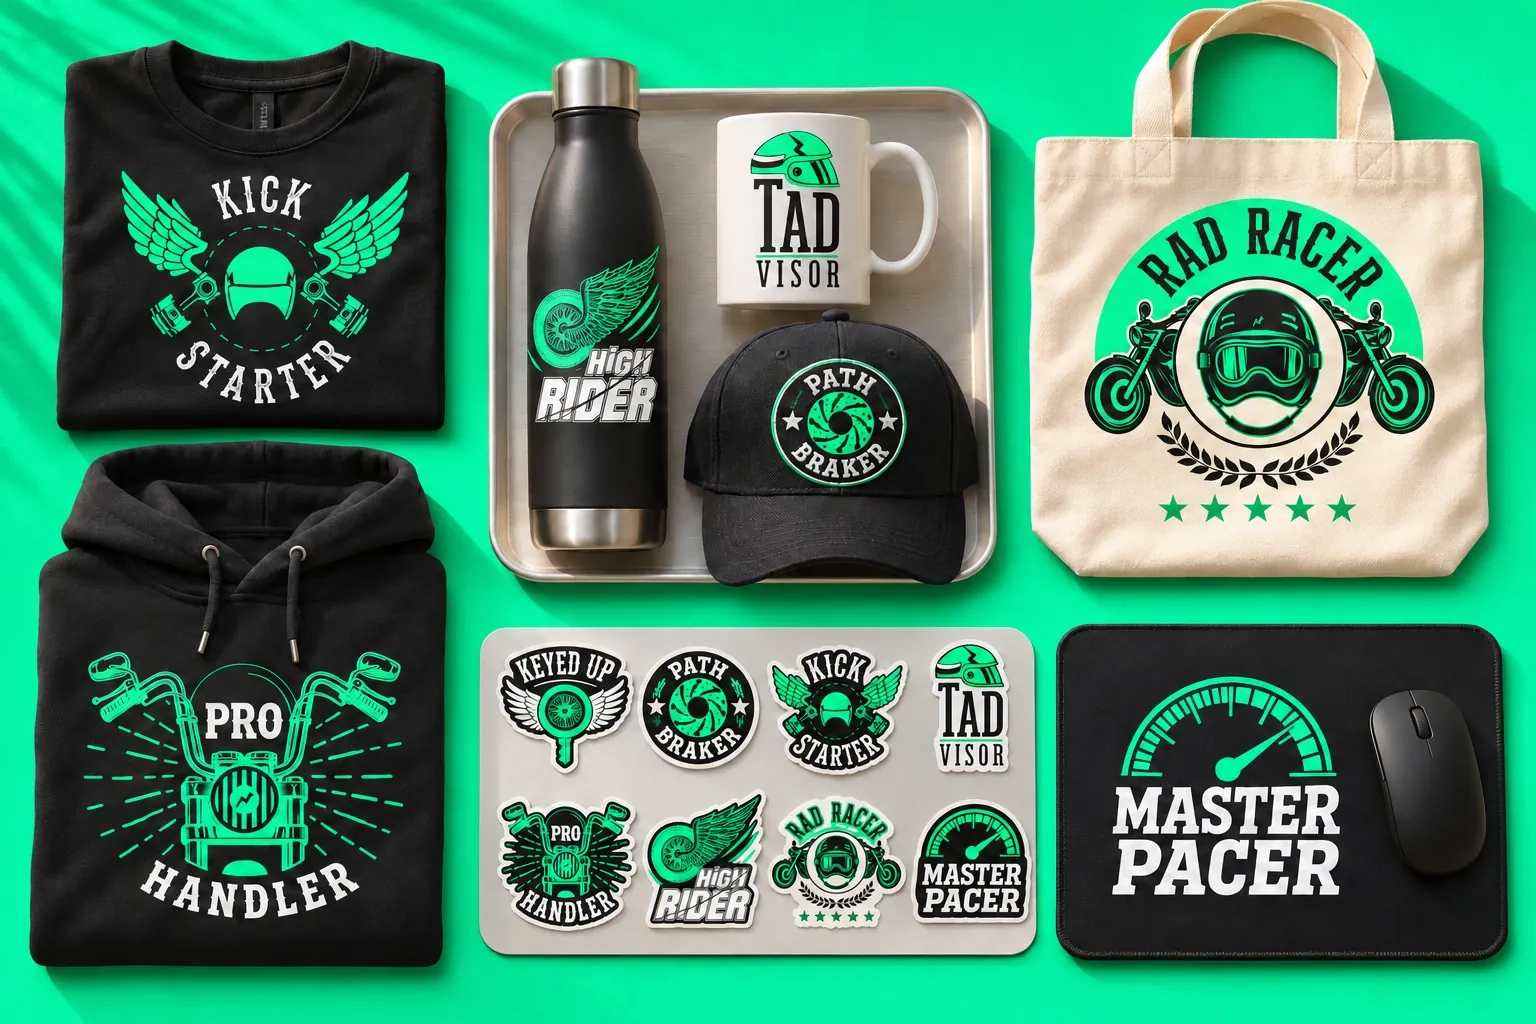 KICK
STARTER
HIGH
RIDER
TAD
VISOR
PATH
BRAKER
RAD RACER
PRO
HANDLER
KEYED UP
PATH
BRAKER
KICK
STARTER
TAD
VISOR
PRO
HANDLER
HIGH
RIDER
RAD RACER
MASTER
PACER
MASTER
PACER